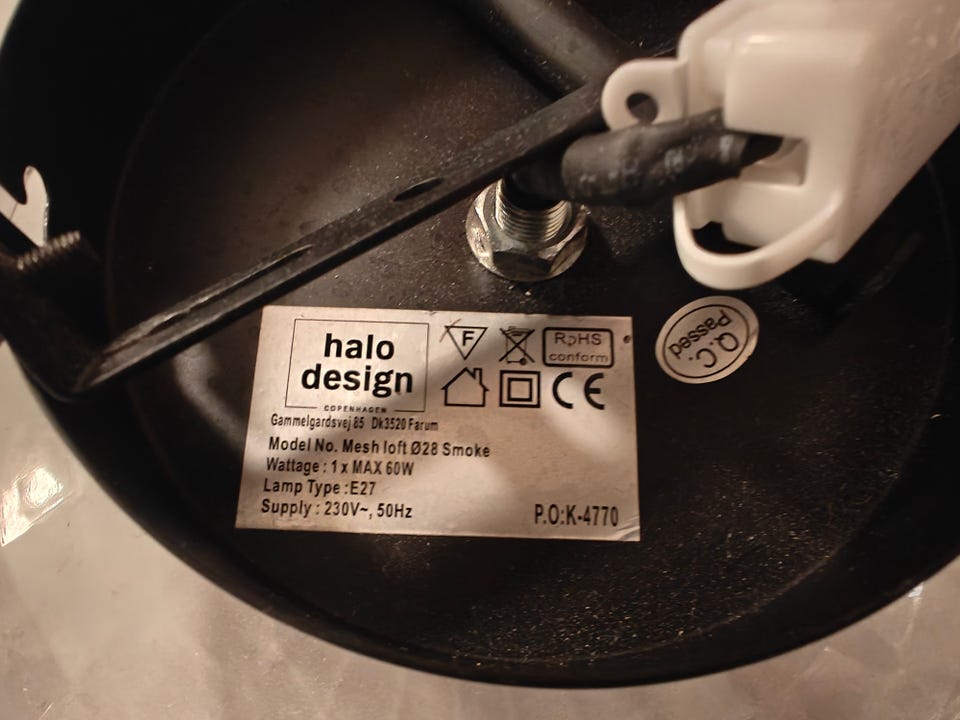 halo
design
COPENHAGEN
Gammelgardsvej 85 Dk3520 Farum
Model No. Mesh loft Ø28 Smoke
Wattage : 1 x MAX 60W
Lamp Type :E27
Supply : 230V~, 50Hz
F
RoHS
conform
CE
P.O:K-4770
Q.C.
Passed